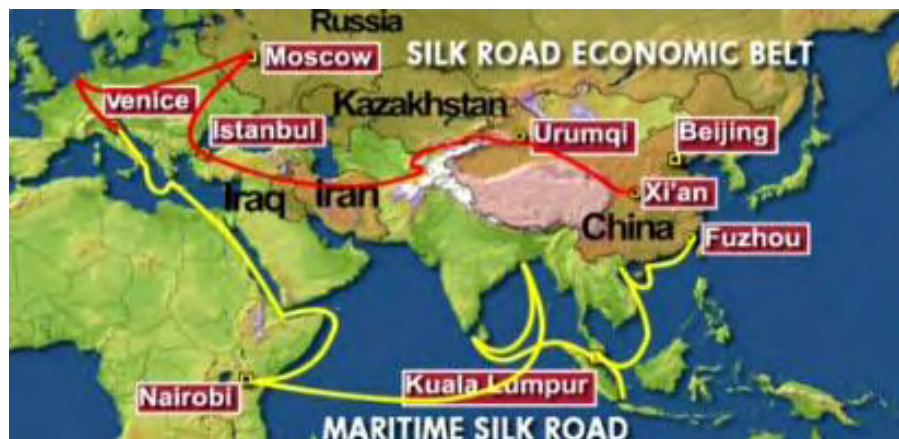 Russia
Moscow
SILK ROAD ECONOMIC BELT
venice
Kazakhstan
Istanbul
Urumqi
Beijing
Iraq
Iran
Xi'an
China
Fuzhou
Nairobi
Kuala Lumpur
MARITIME SILK ROAD